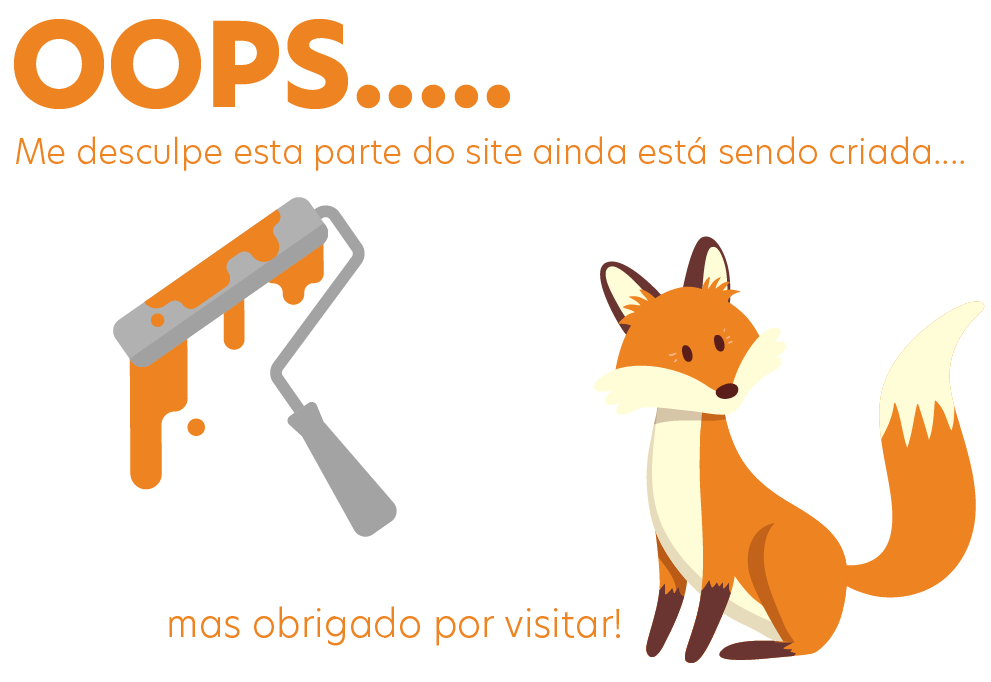 OOPS.....
Me desculpe esta parte do site ainda está sendo criada....
mas obrigado por visitar!